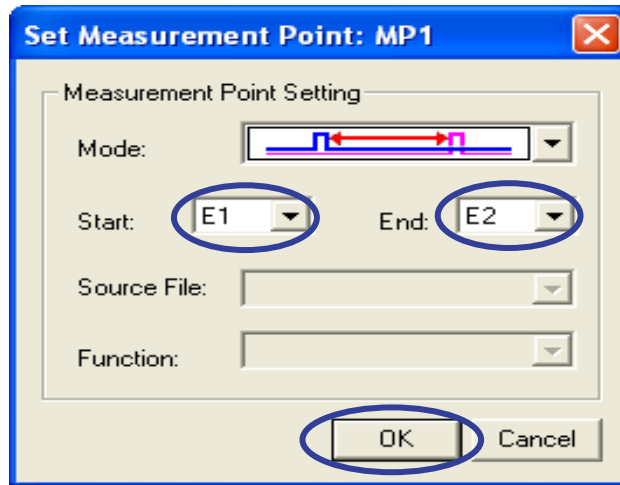 Set Measurement Point: MP1
Measurement Point Setting
Mode:
Start: E1 End: E2
Source File:
Function:
OK Cancel